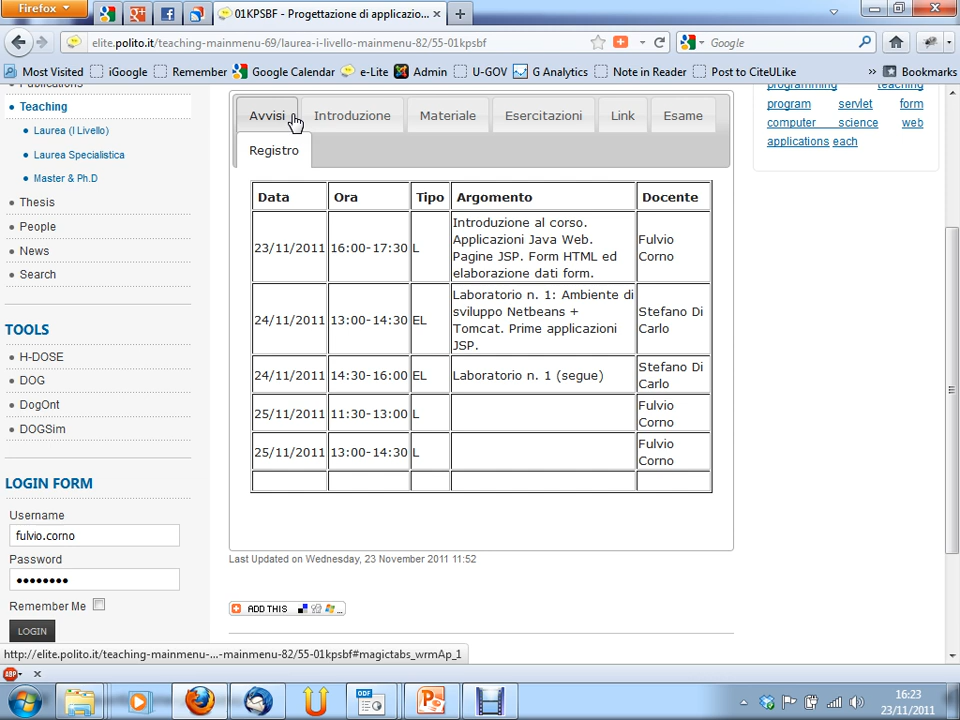 Firefox
01KPSBF - Progettazione di applicazio...
elite.polito.it/teaching-mainmenu-69/laurea-i-livello-mainmenu-82/55-01kpsbf
Google
Most Visited iGoogle Remember Google Calendar e-Lite Admin U-GOV G Analytics Note in Reader Post to CiteULike » Bookmarks
Publications
Teaching
Laurea (I Livello)
Laurea Specialistica
Master & Ph.D
Thesis
People
News
Search
TOOLS
H-DOSE
DOG
DogOnt
DOGSim
LOGIN FORM
Username
fulvio.corno
Password
Remember Me
LOGIN
Avvisi Introduzione Materiale Esercitazioni Link Esame
Registro
Data Ora Tipo Argomento Docente
23/11/2011 16:00-17:30 L Introduzione al corso. Applicazioni Java Web. Pagine JSP. Form HTML ed elaborazione dati form. Fulvio Corno
24/11/2011 13:00-14:30 EL Laboratorio n. 1: Ambiente di sviluppo Netbeans + Tomcat. Prime applicazioni JSP. Stefano Di Carlo
24/11/2011 14:30-16:00 EL Laboratorio n. 1 (segue) Stefano Di Carlo
25/11/2011 11:30-13:00 L Fulvio Corno
25/11/2011 13:00-14:30 L Fulvio Corno
Last Updated on Wednesday, 23 November 2011 11:52
ADD THIS ...
programming teaching
program servlet form
computer science web
applications each
http://elite.polito.it/teaching-mainmenu-...-mainmenu-82/55-01kpsbf#magictabs_wrmAp_1
ABP
ODF
16:23
23/11/2011